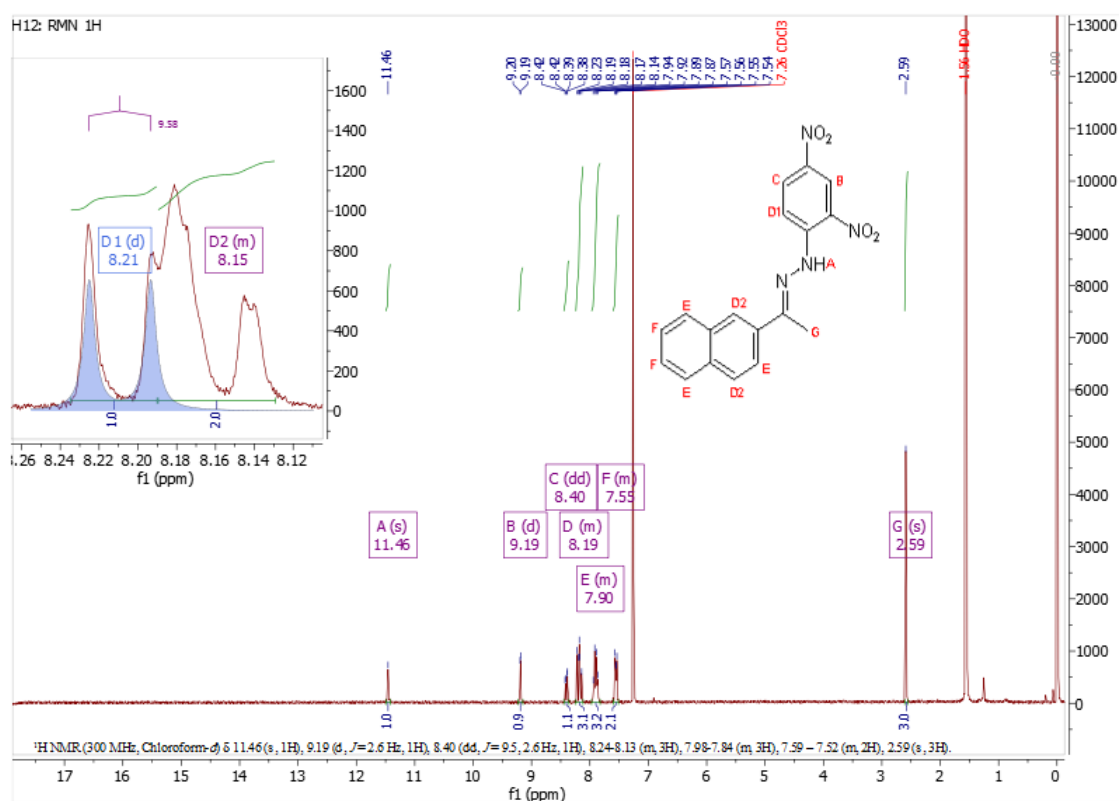 H12: RMN 1H
11.46
9.20
9.19
8.42
8.42
8.39
8.38
8.23
8.19
8.18
8.17
8.14
7.94
7.92
7.89
7.87
7.57
7.56
7.55
7.54
7.26 CDCl3
2.59
1.56 HDO
0.00
9.58
D1 (d)
8.21
D2 (m)
8.15
1600
1400
1200
1000
800
600
400
200
0
1.0
2.0
8.26 8.24 8.22 8.20 8.18 8.16 8.14 8.12
f1 (ppm)
NO2
C
B
D1
NO2
NH
A
N
E
D2
F
G
F
E
E
D2
A (s)
11.46
B (d)
9.19
C (dd)
8.40
D (m)
8.19
E (m)
7.90
F (m)
7.55
G (s)
2.59
13000
12000
11000
10000
9000
8000
7000
6000
5000
4000
3000
2000
1000
0
1.0
0.9
1.1
3.1
3.2
2.1
3.0
¹H NMR (300 MHz, Chloroform-d) δ 11.46 (s, 1H), 9.19 (d, J = 2.6 Hz, 1H), 8.40 (dd, J = 9.5, 2.6 Hz, 1H), 8.24-8.13 (m, 3H), 7.98-7.84 (m, 3H), 7.59 – 7.52 (m, 2H), 2.59 (s, 3H).
17 16 15 14 13 12 11 10 9 8 7 6 5 4 3 2 1 0
f1 (ppm)